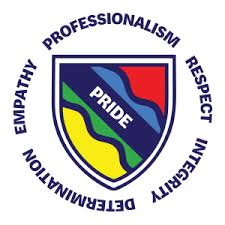 PROFESSIONALISM
RESPECT
INTEGRITY
DETERMINATION
EMPATHY
PRIDE